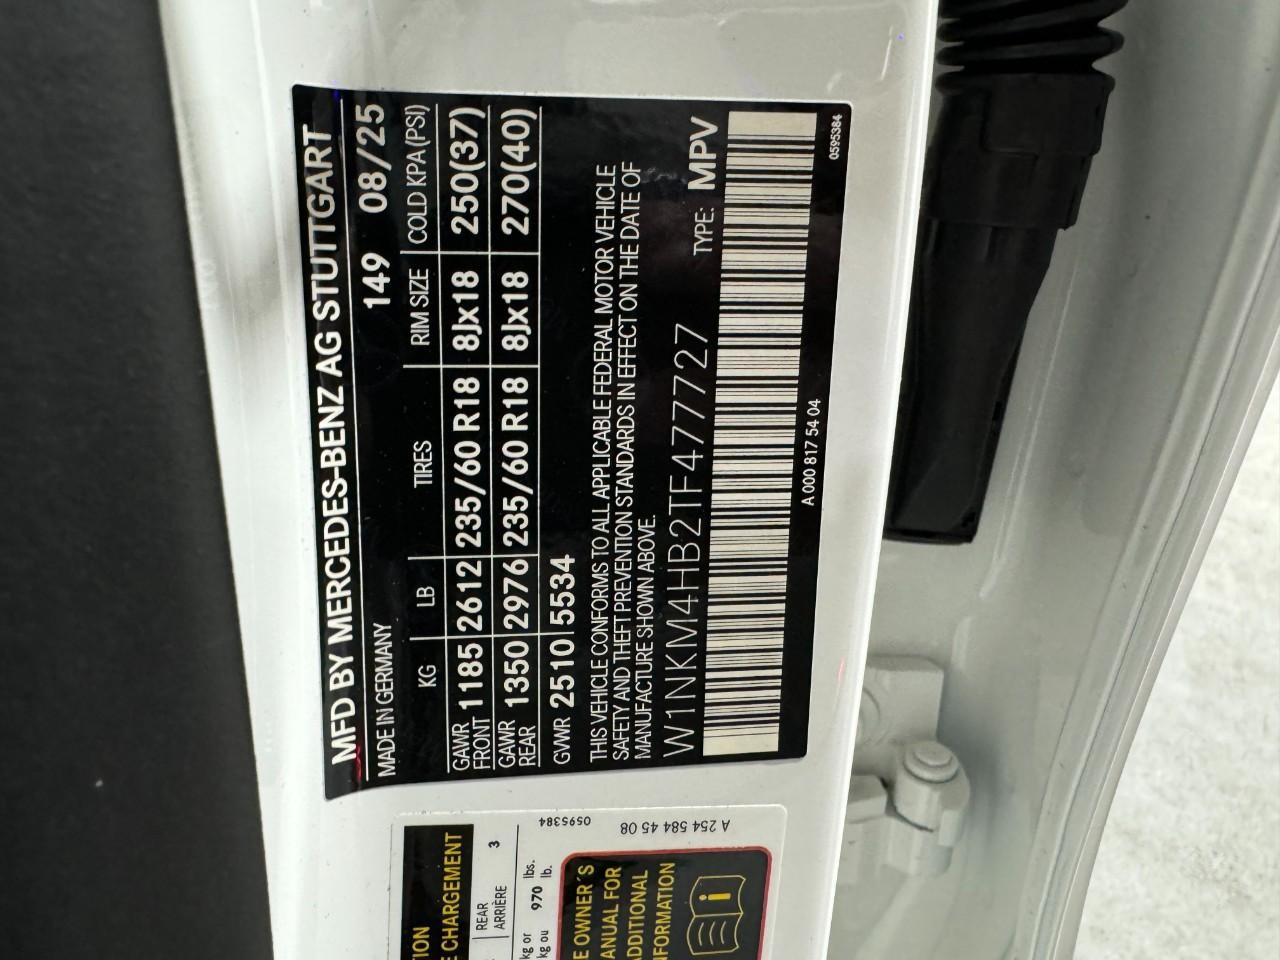 MFD BY MERCEDES-BENZ AG STUTTGART
MADE IN GERMANY 149 08/25
KG LB TIRES RIM SIZE COLD KPA (PSI)
GAWR FRONT 1185 2612 235/60 R18 8Jx18 250(37)
GAWR REAR 1350 2976 235/60 R18 8Jx18 270(40)
GVWR 2510 5534
THIS VEHICLE CONFORMS TO ALL APPLICABLE FEDERAL MOTOR VEHICLE
SAFETY AND THEFT PREVENTION STANDARDS IN EFFECT ON THE DATE OF
MANUFACTURE SHOWN ABOVE.
W1NKM4HB2TF477727 TYPE: MPV
A 000 817 54 04 0595384
A 254 584 45 08 0595384
TION
E CHARGEMENT
REAR
ARRIÈRE 3
kg or 970 lbs.
kg ou lb.
E OWNER'S
ANUAL FOR
ADDITIONAL
FORMATION
i